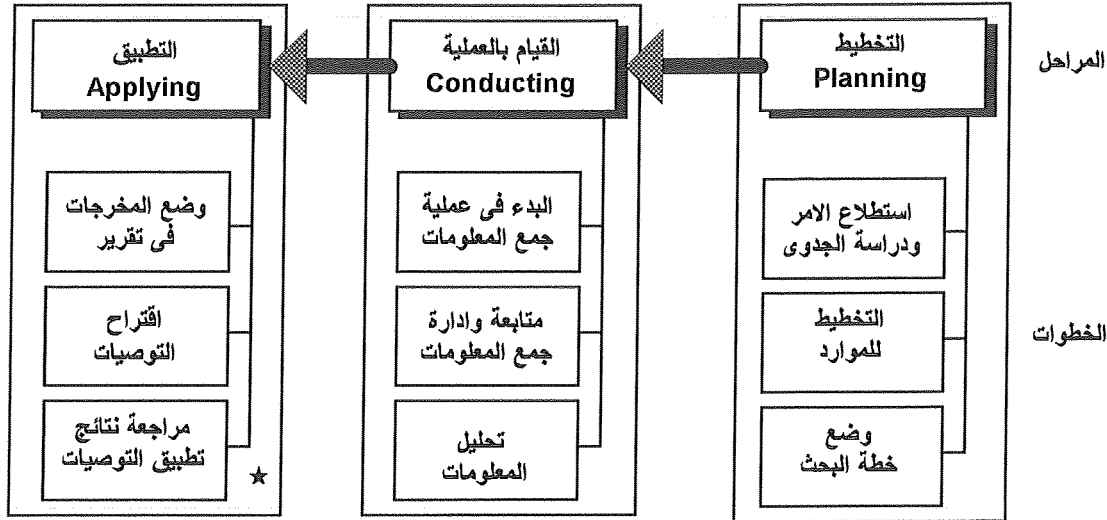 المراحل
التخطيط
Planning
القيام بالعملية
Conducting
التطبيق
Applying
الخطوات
استطلاع الامر
ودراسة الجدوى
التخطيط
للموارد
وضع
خطة البحث
البدء فى عملية
جمع المعلومات
متابعة وادارة
جمع المعلومات
تحليل
المعلومات
وضع المخرجات
فى تقرير
اقتراح
التوصيات
مراجعة نتائج
تطبيق التوصيات